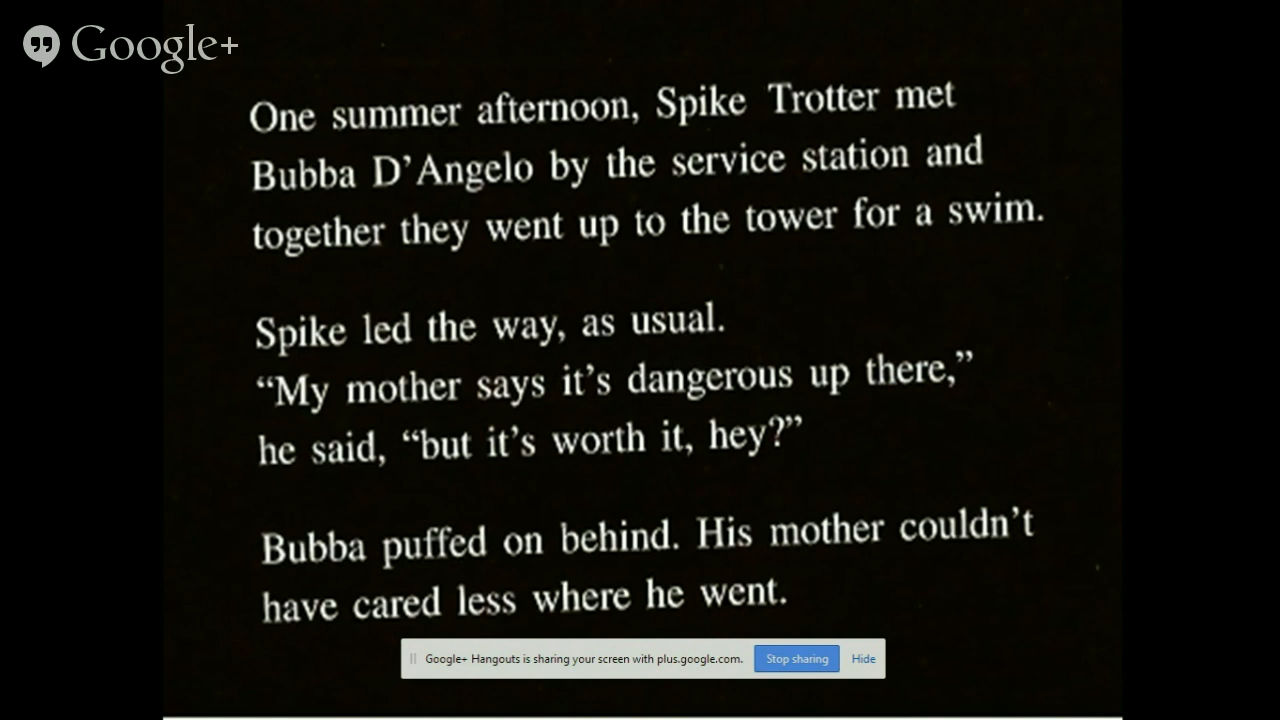 Google+
One summer afternoon, Spike Trotter met
Bubba D’Angelo by the service station and
together they went up to the tower for a swim.
Spike led the way, as usual.
“My mother says it’s dangerous up there,”
he said, “but it’s worth it, hey?”
Bubba puffed on behind. His mother couldn’t
have cared less where he went.
Google+ Hangouts is sharing your screen with plus.google.com. Stop sharing Hide